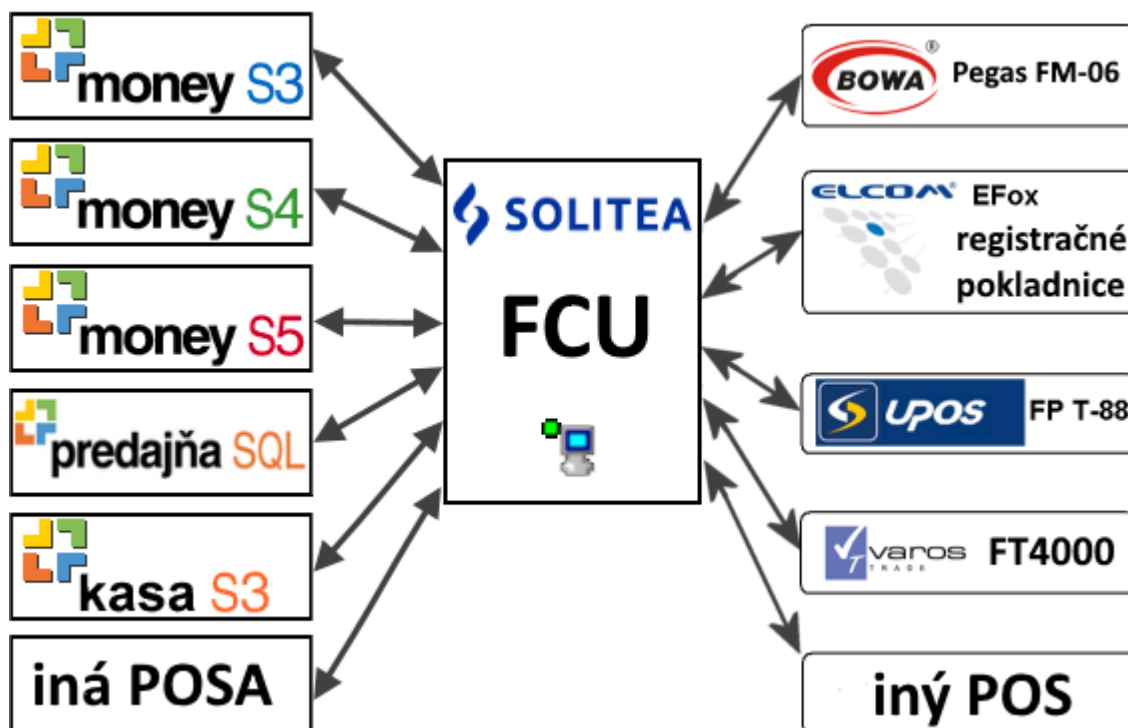 money S3
money S4
money S5
predajňa SQL
kasa S3
iná POSA
SOLITEA
FCU
BOWA
®
Pegas FM-06
ELCOM®
EFox
registračné
pokladnice
UPOS
FP T-88
varos
TRADE
FT4000
iný POS